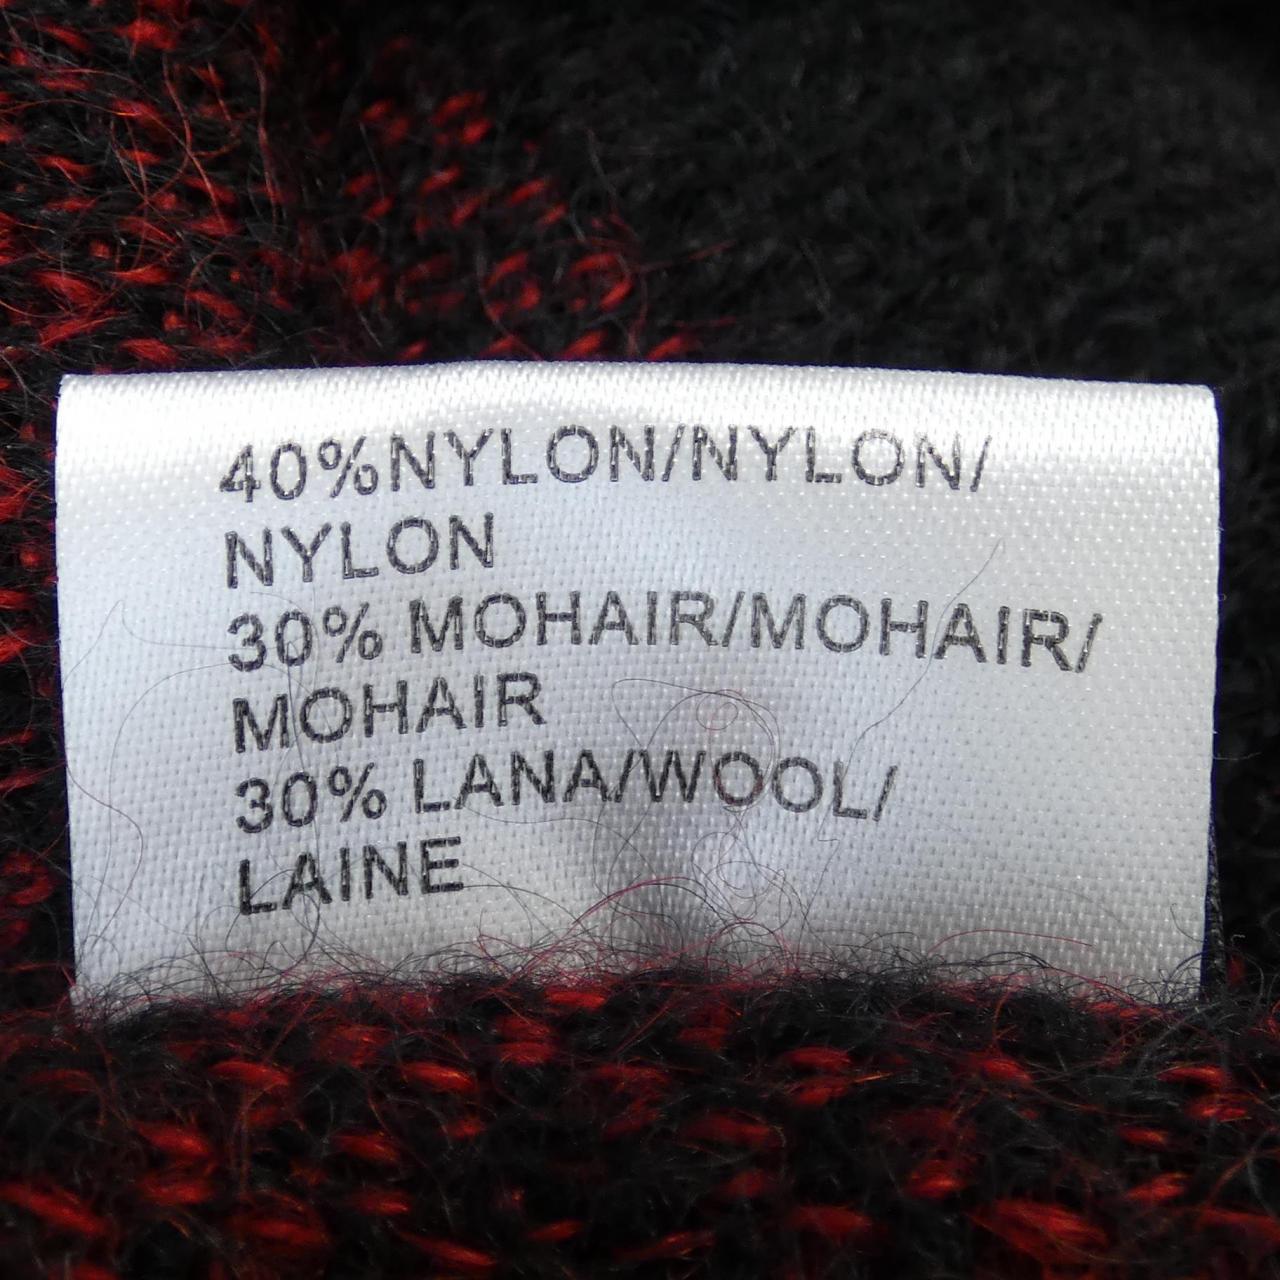 40%NYLON/NYLON/
NYLON
30% MOHAIR/MOHAIR/
MOHAIR
30% LANA/WOOL/
LAINE